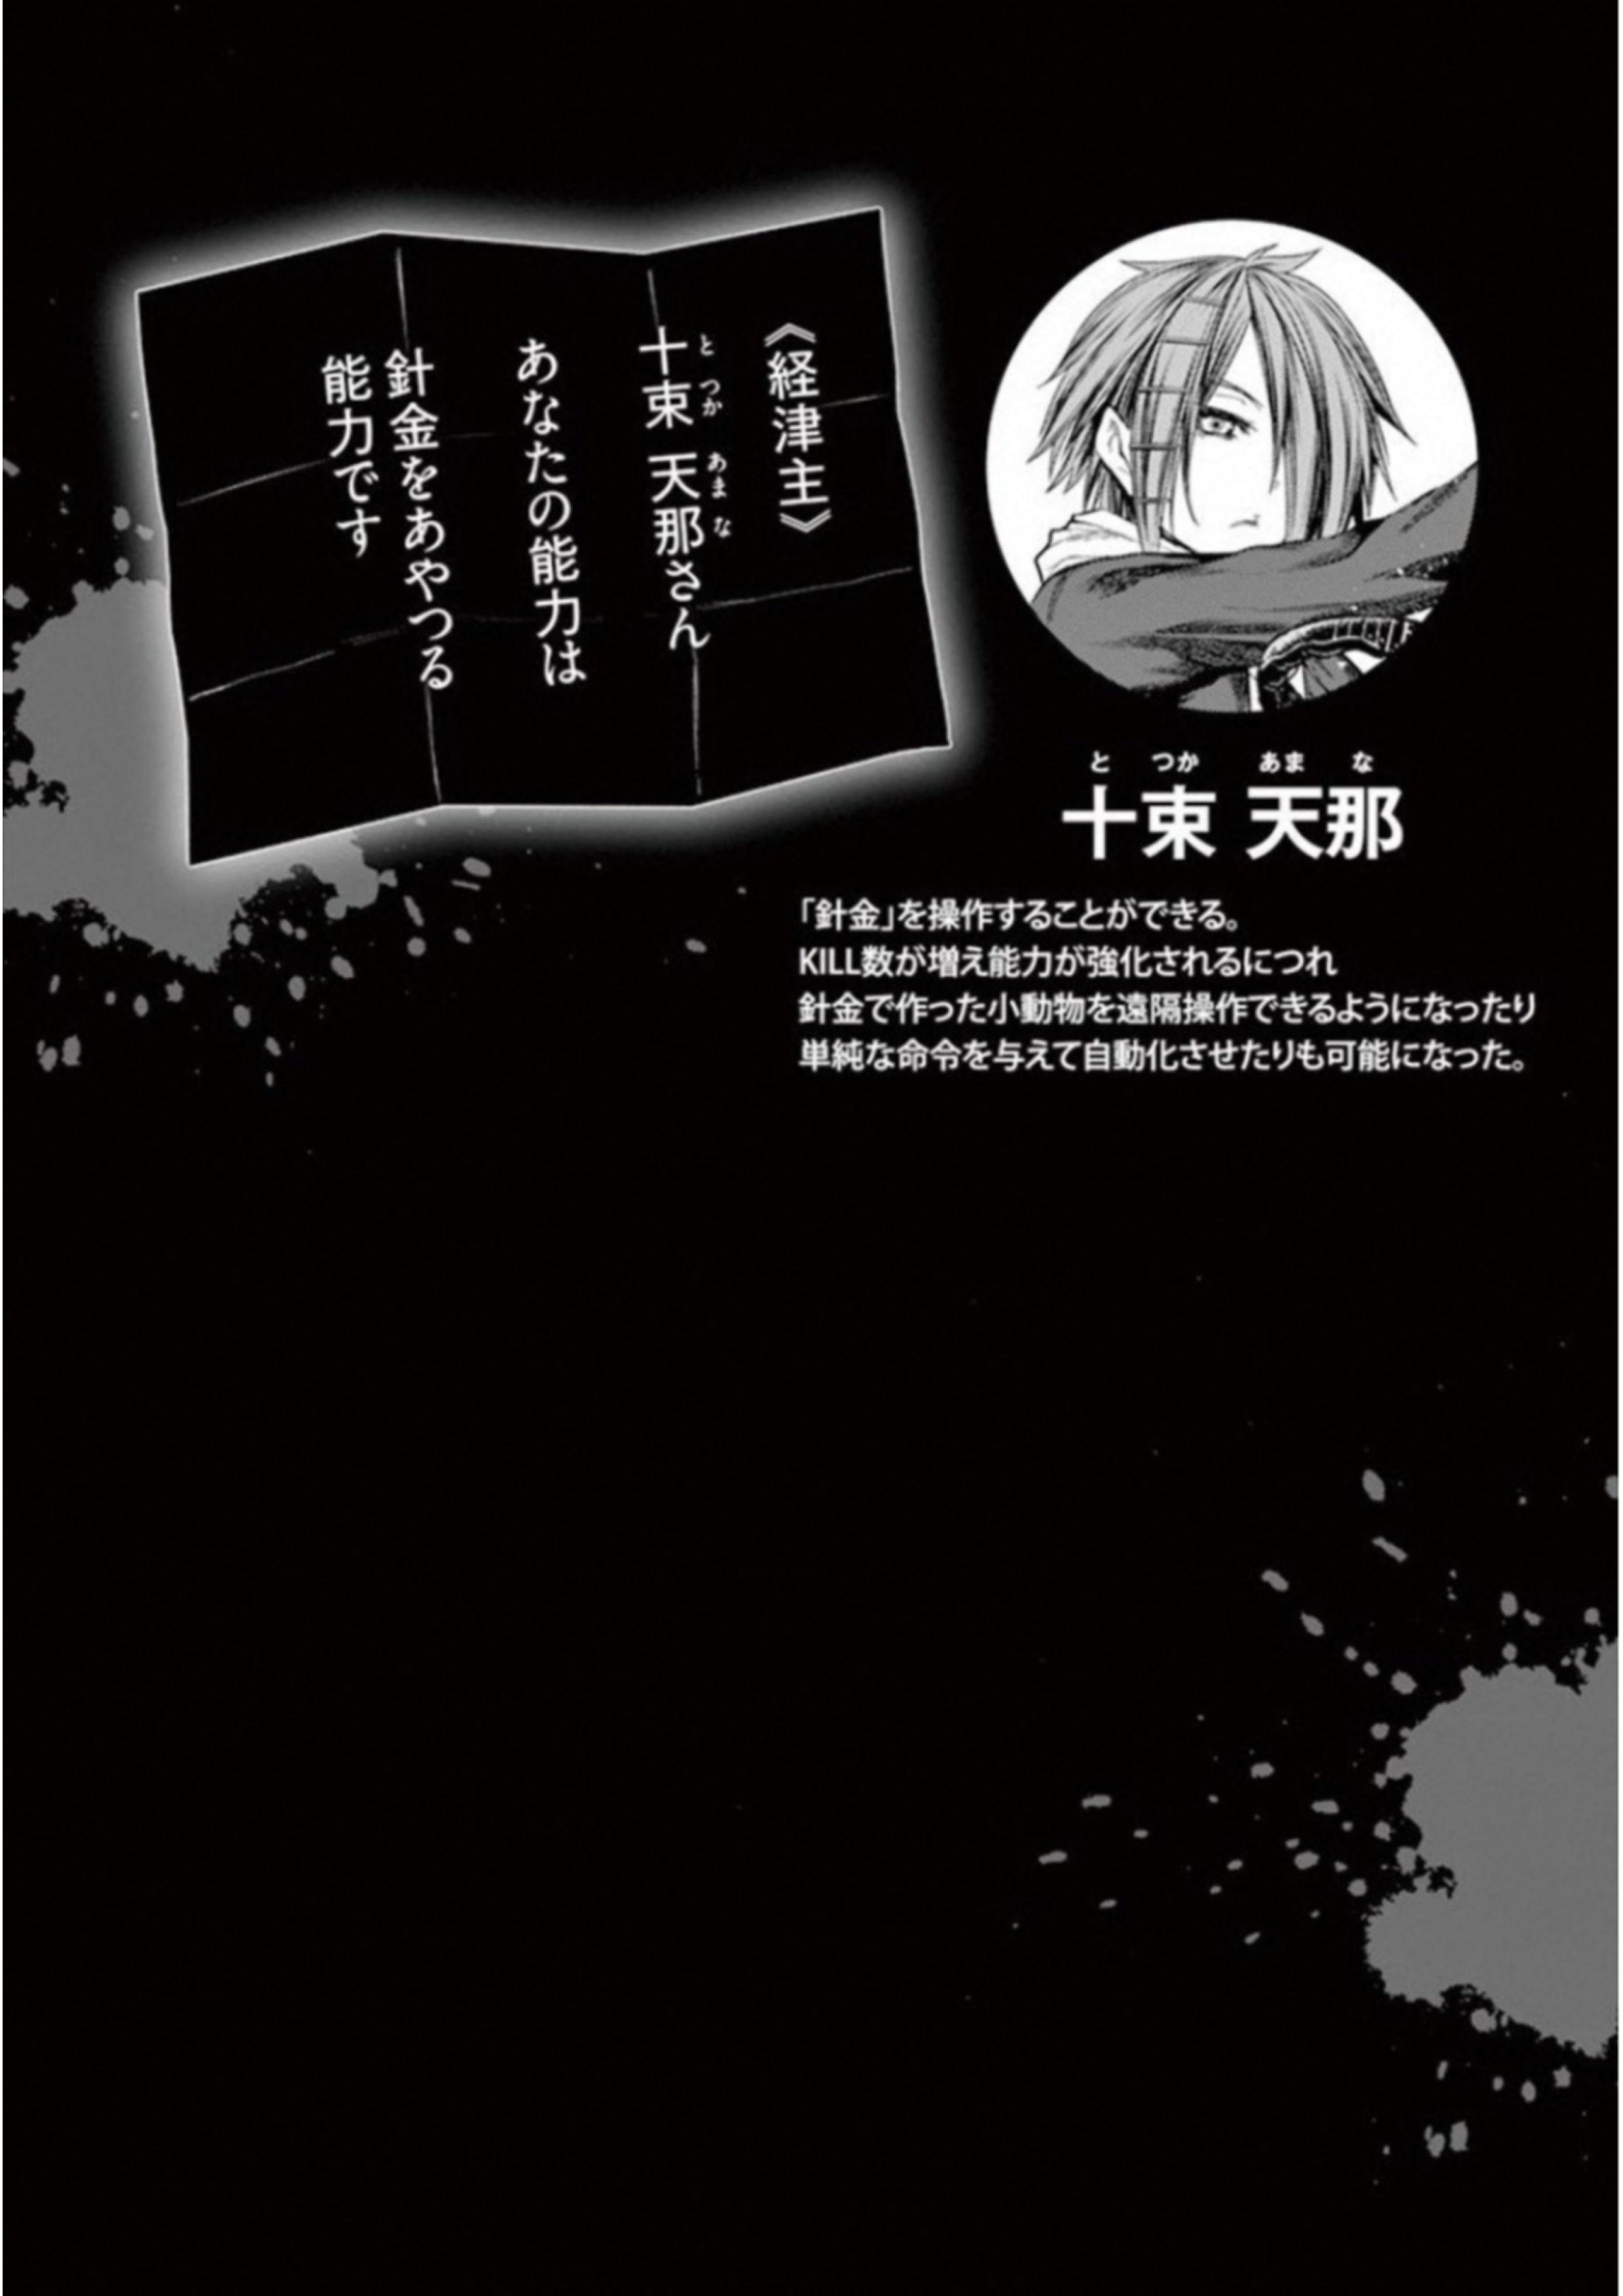 《経津主》
十束 天那さん
とつか あまな
あなたの能力は
針金をあやつる
能力です
とつか あまな
十束 天那
「針金」を操作することができる。
KILL数が増え能力が強化されるにつれ
針金で作った小動物を遠隔操作できるようになったり
単純な命令を与えて自動化させたりも可能になった。